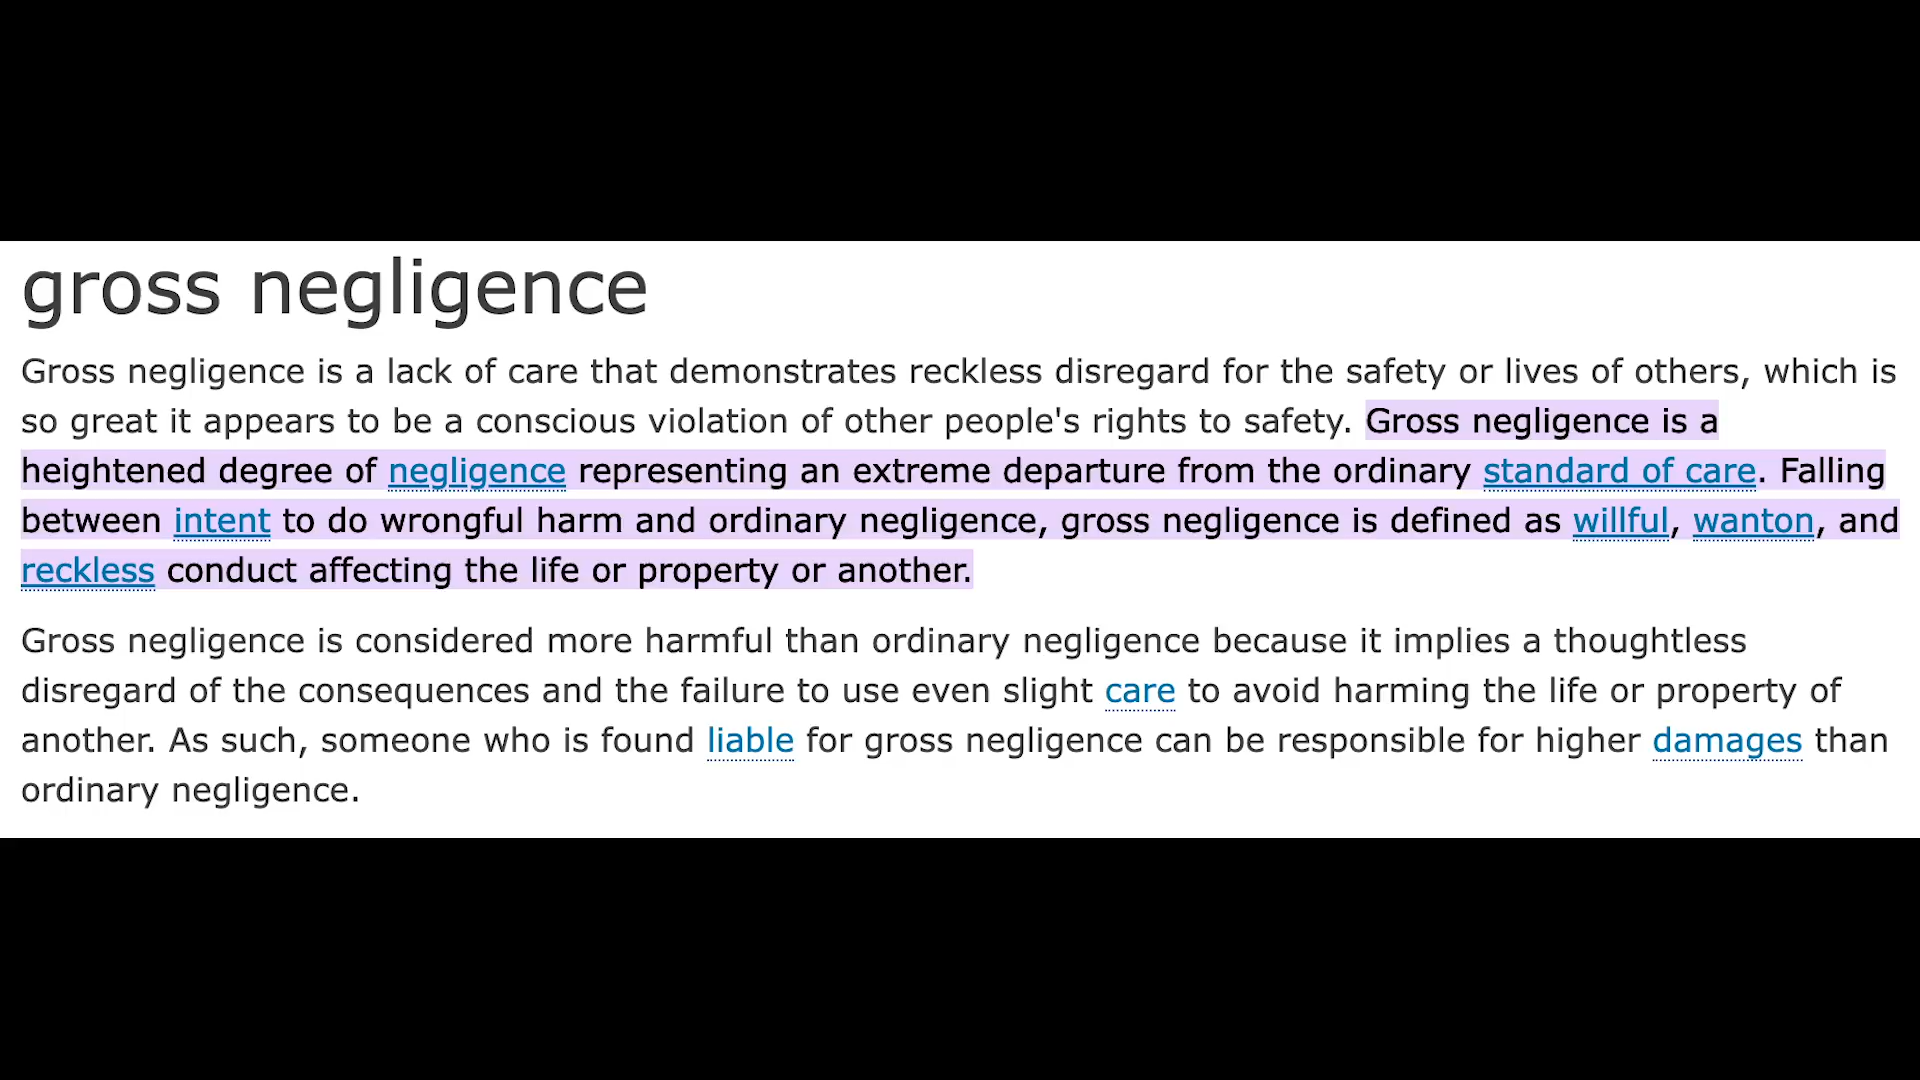 gross negligence
Gross negligence is a lack of care that demonstrates reckless disregard for the safety or lives of others, which is
so great it appears to be a conscious violation of other people's rights to safety. Gross negligence is a
heightened degree of negligence representing an extreme departure from the ordinary standard of care. Falling
between intent to do wrongful harm and ordinary negligence, gross negligence is defined as willful, wanton, and
reckless conduct affecting the life or property or another.
Gross negligence is considered more harmful than ordinary negligence because it implies a thoughtless
disregard of the consequences and the failure to use even slight care to avoid harming the life or property of
another. As such, someone who is found liable for gross negligence can be responsible for higher damages than
ordinary negligence.